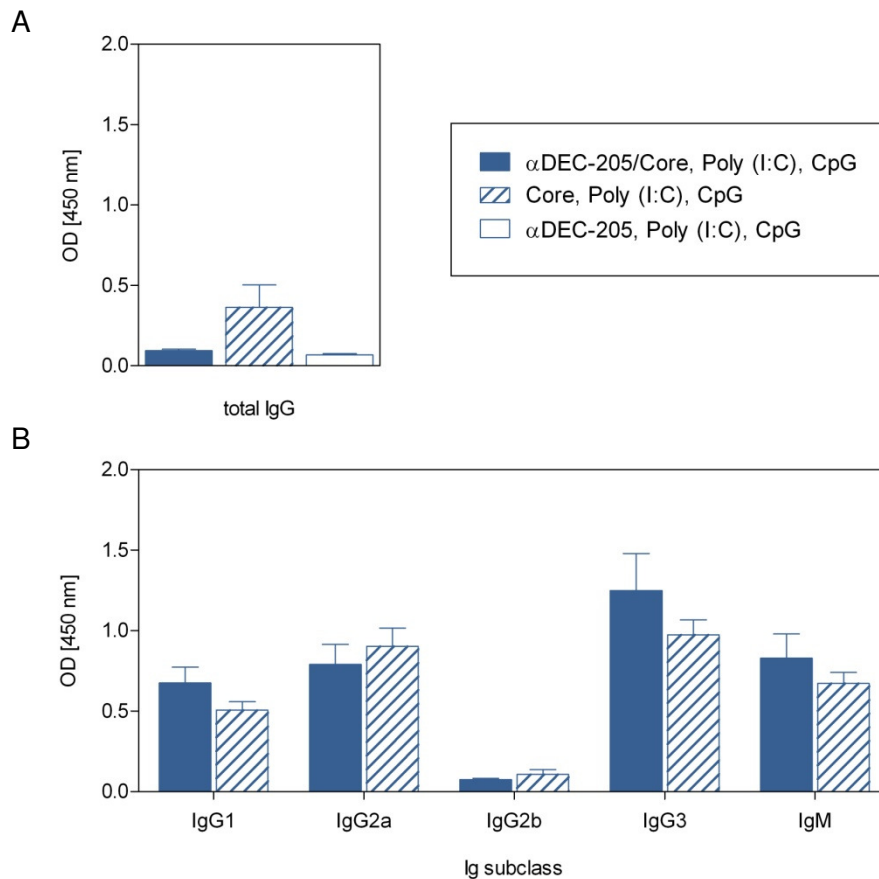 A
2.0
1.5
1.0
0.5
0.0
OD [450 nm]
total IgG
αDEC-205/Core, Poly (I:C), CpG
Core, Poly (I:C), CpG
αDEC-205, Poly (I:C), CpG
B
2.0
1.5
1.0
0.5
0.0
OD [450 nm]
IgG1 IgG2a IgG2b IgG3 IgM
Ig subclass